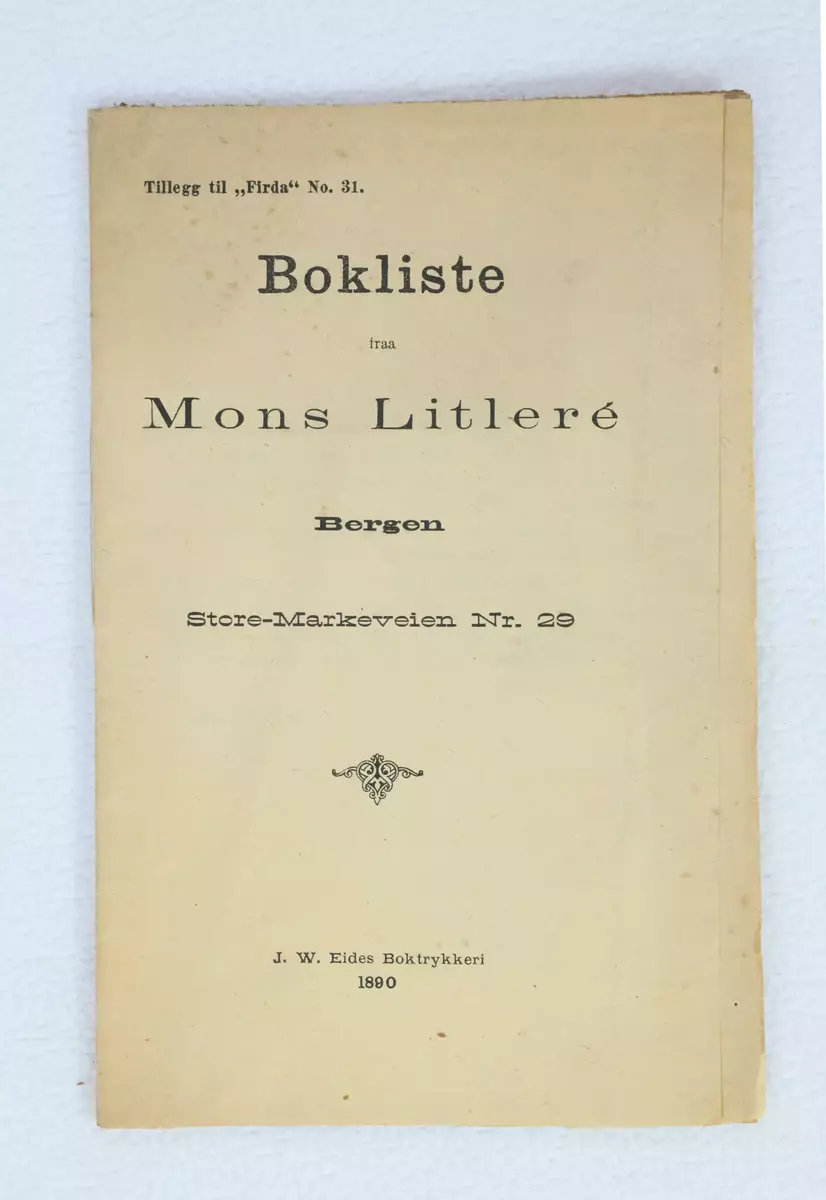 Tillegg til „Firda“ No. 31.
Bokliste
fraa
Mons Litleré
Bergen
Store-Markeveien Nr. 29
J. W. Eides Boktrykkeri
1890